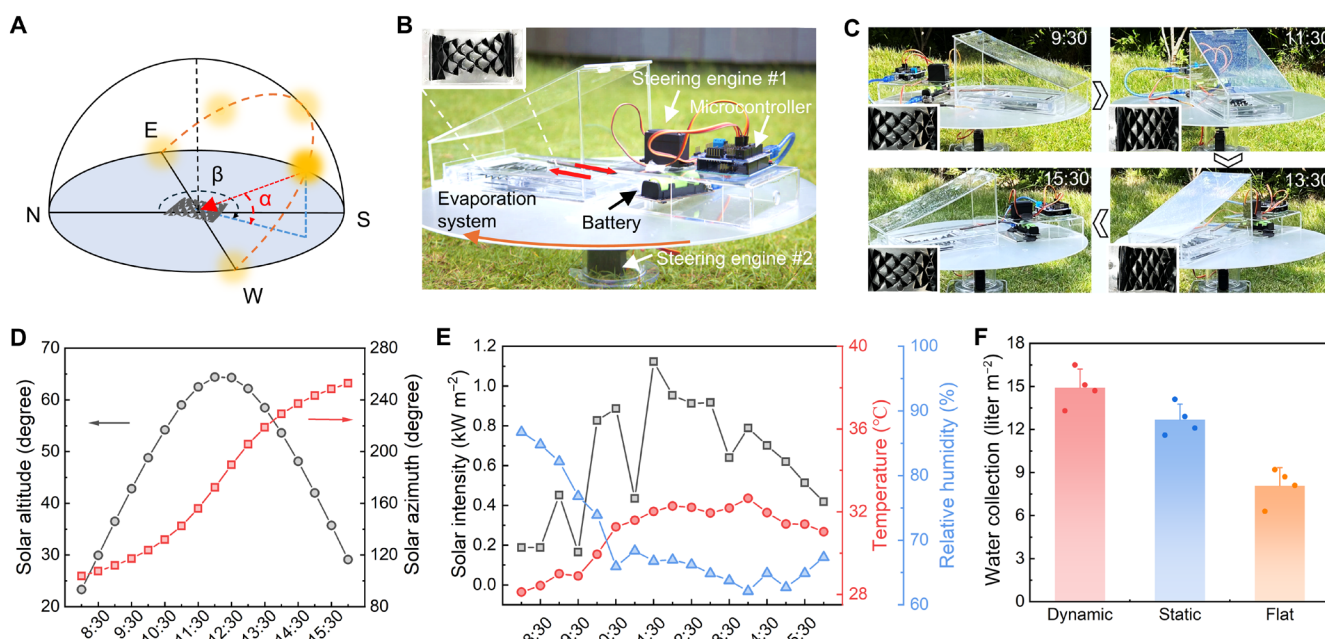 A
E
β
α
N
S
W
B
Steering engine #1
Microcontroller
Evaporation
system
Battery
Steering engine #2
C
9:30
11:30
15:30
13:30
D
Solar altitude (degree)
70
60
50
40
30
20
280
240
200
160
120
80
Solar azimuth (degree)
8:30
9:30
10:30
11:30
12:30
13:30
14:30
15:30
E
Solar intensity (kW m−2)
1.2
1.0
0.8
0.6
0.4
0.2
0.0
40
36
32
28
Temperature (℃)
100
90
80
70
60
Relative humidity (%)
9:30
F
Water collection (liter m−2)
18
15
12
9
6
3
0
Dynamic
Static
Flat